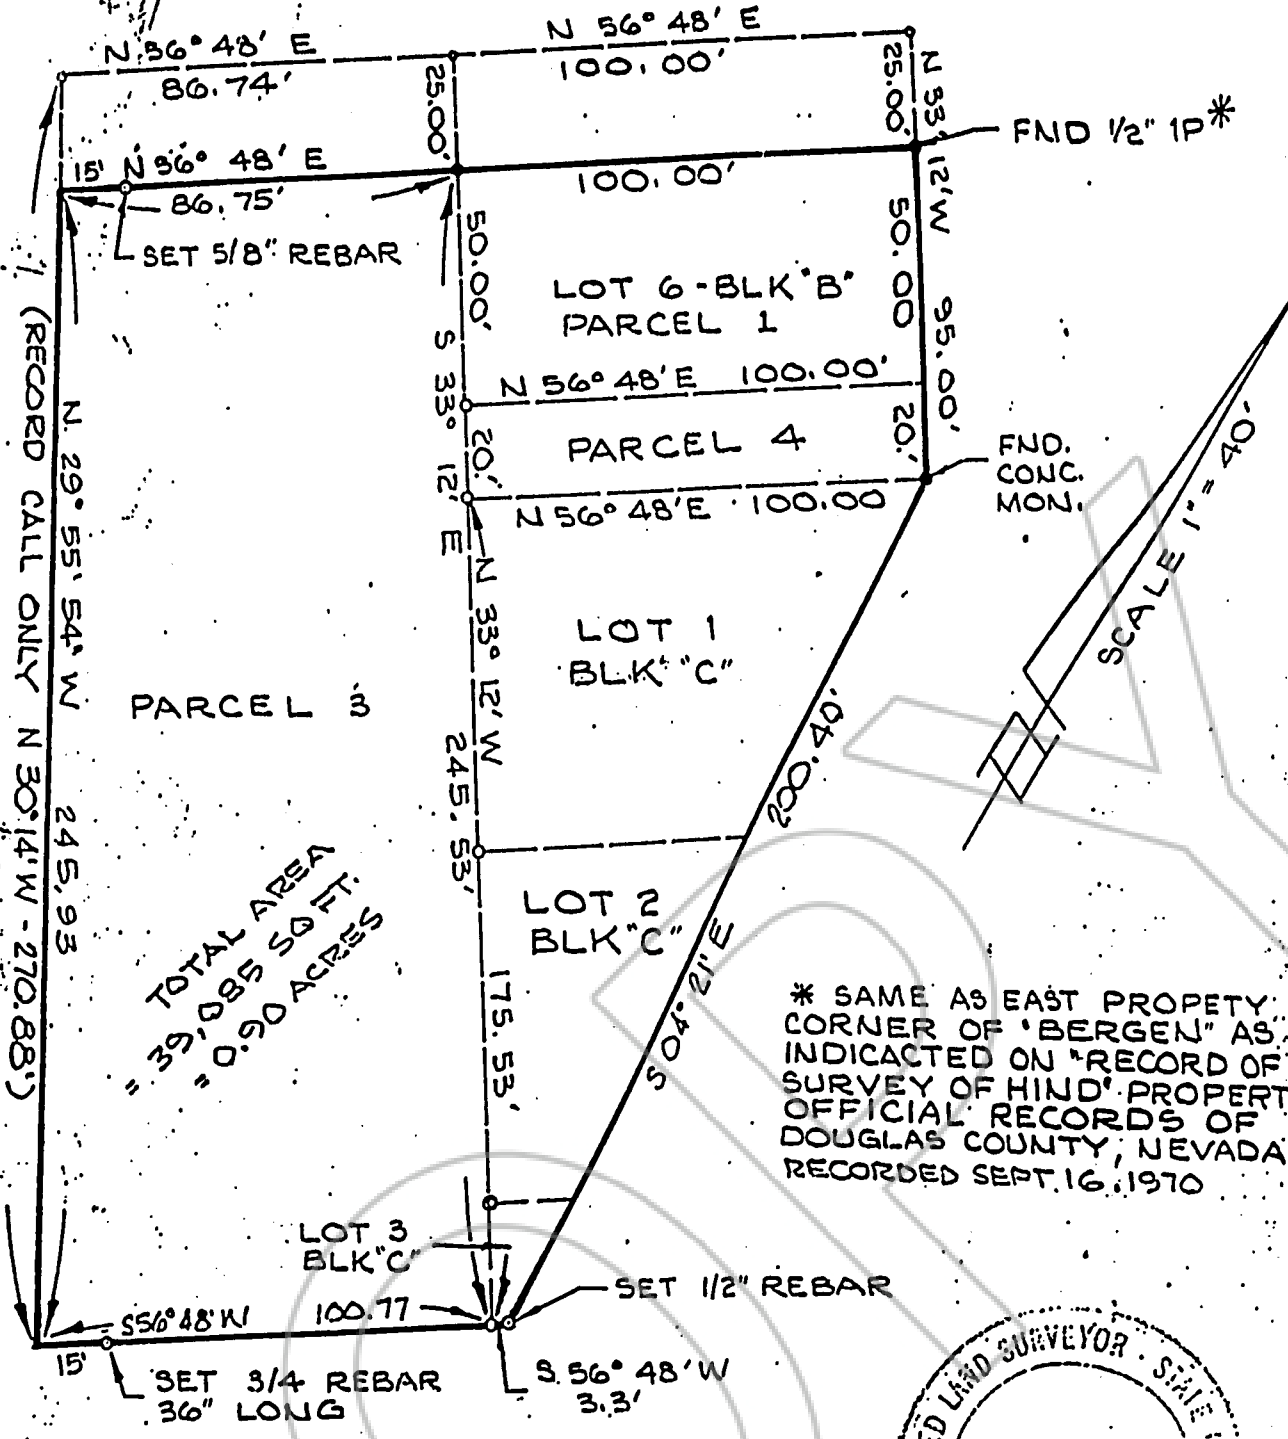 N 56° 48' E
86.74'
N 56° 48' E
100.00'
25.00'
25.00'
N 33° 12' W
FND 1/2" IP *
15' N 56° 48' E
86.75'
100.00'
SET 5/8" REBAR
50.00'
S 33° 12' E
50.00
95.00'
LOT 6 - BLK "B"
PARCEL 1
N 56° 48' E 100.00'
20.'
PARCEL 4
20.'
FND.
CONC.
MON.
N 56° 48' E 100.00
(RECORD CALL ONLY N 30° 14' W - 270.88')
N. 29° 55' 54" W 245.93
N 33° 12' W 245.53'
LOT 1
BLK "C"
PARCEL 3
200.40'
S 04° 21' E
SCALE 1" = 40'
TOTAL AREA
= 39,085 SQ FT.
= 0.90 ACRES
LOT 2
BLK "C"
175.53'
* SAME AS EAST PROPETY
CORNER OF "BERGEN" AS
INDICACTED ON "RECORD OF
SURVEY OF HIND" PROPERT
OFFICIAL RECORDS OF
DOUGLAS COUNTY, NEVADA
RECORDED SEPT. 16, 1970
LOT 3
BLK "C"
SET 1/2" REBAR
S 56° 48' W 100.77
15'
SET 3/4 REBAR
36" LONG
S. 56° 48' W
3.3'
ED LAND SURVEYOR · STATE